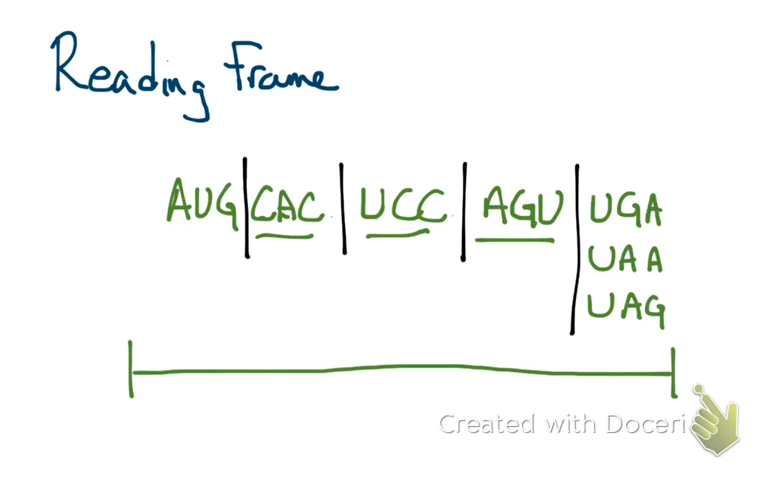 Reading Frame
AUG CAC UCC AGU UGA
UAA
UAG
Created with Doceri